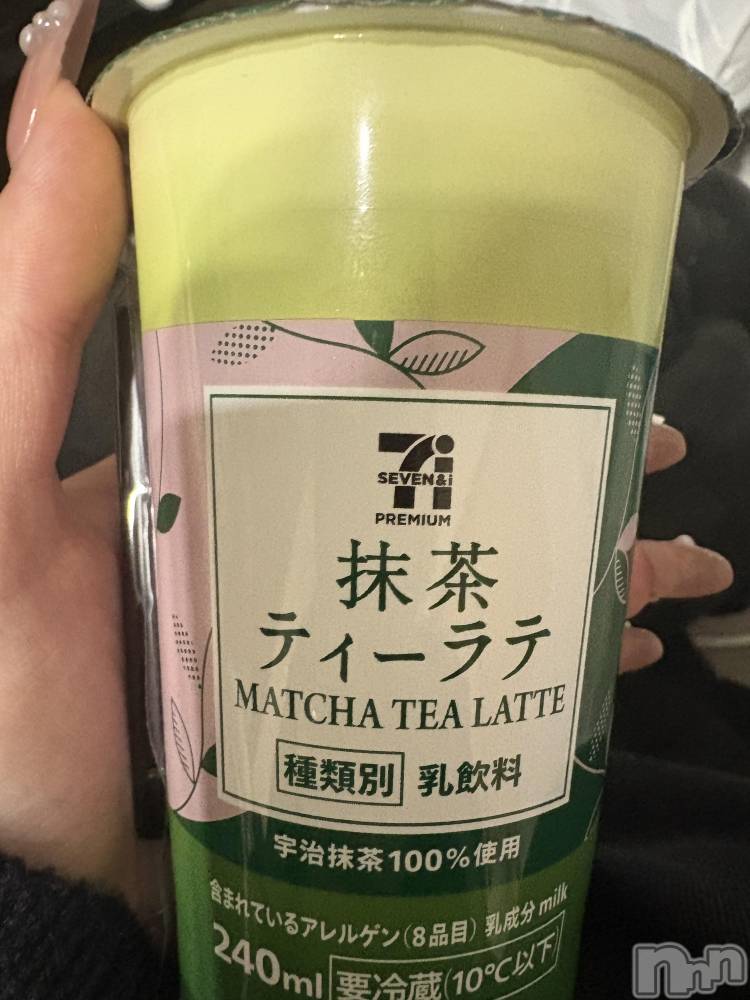 SEVEN&i
PREMIUM
抹茶
ティーラテ
MATCHA TEA LATTE
種類別 乳飲料
宇治抹茶100%使用
含まれているアレルゲン(8品目) 乳成分 milk
240ml 要冷蔵(10℃以下)
nnn